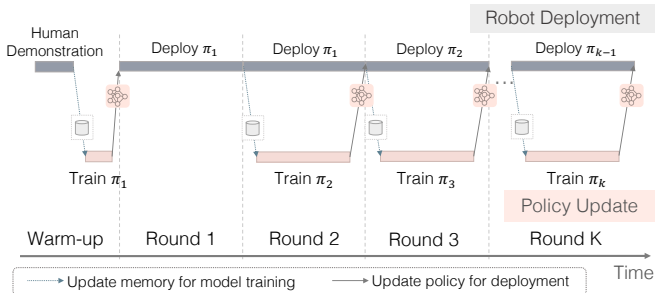 Robot Deployment
Human
Demonstration
Deploy π₁
Deploy π₁
Deploy π₂
Deploy πₖ₋₁
...
Train π₁
Train π₂
Train π₃
Train πₖ
Policy Update
Warm-up
Round 1
Round 2
Round 3
Round K
Time
Update memory for model training
Update policy for deployment